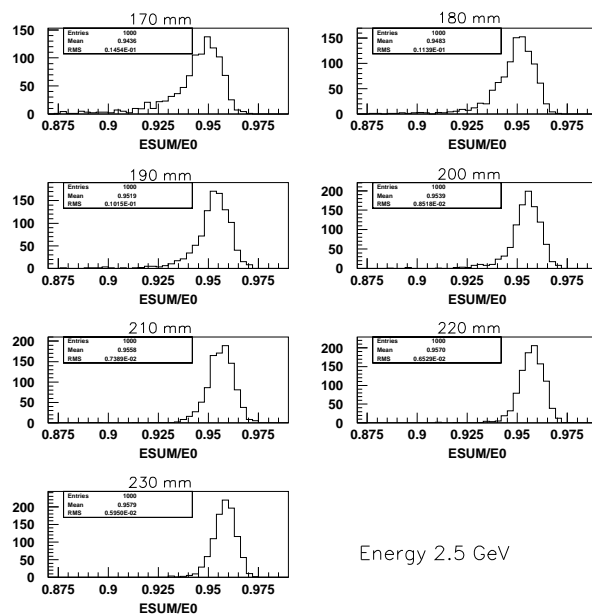 170 mm
Entries 1000
Mean 0.9436
RMS 0.1454E-01
150
100
50
0
0.875 0.9 0.925 0.95 0.975
ESUM/E0
180 mm
Entries 1000
Mean 0.9483
RMS 0.1139E-01
150
100
50
0
0.875 0.9 0.925 0.95 0.975
ESUM/E0
190 mm
Entries 1000
Mean 0.9519
RMS 0.1015E-01
150
100
50
0
0.875 0.9 0.925 0.95 0.975
ESUM/E0
200 mm
Entries 1000
Mean 0.9539
RMS 0.8518E-02
200
150
100
50
0
0.875 0.9 0.925 0.95 0.975
ESUM/E0
210 mm
Entries 1000
Mean 0.9558
RMS 0.7389E-02
200
150
100
50
0
0.875 0.9 0.925 0.95 0.975
ESUM/E0
220 mm
Entries 1000
Mean 0.9570
RMS 0.6529E-02
200
150
100
50
0
0.875 0.9 0.925 0.95 0.975
ESUM/E0
230 mm
Entries 1000
Mean 0.9579
RMS 0.5950E-02
200
150
100
50
0
0.875 0.9 0.925 0.95 0.975
ESUM/E0
Energy 2.5 GeV